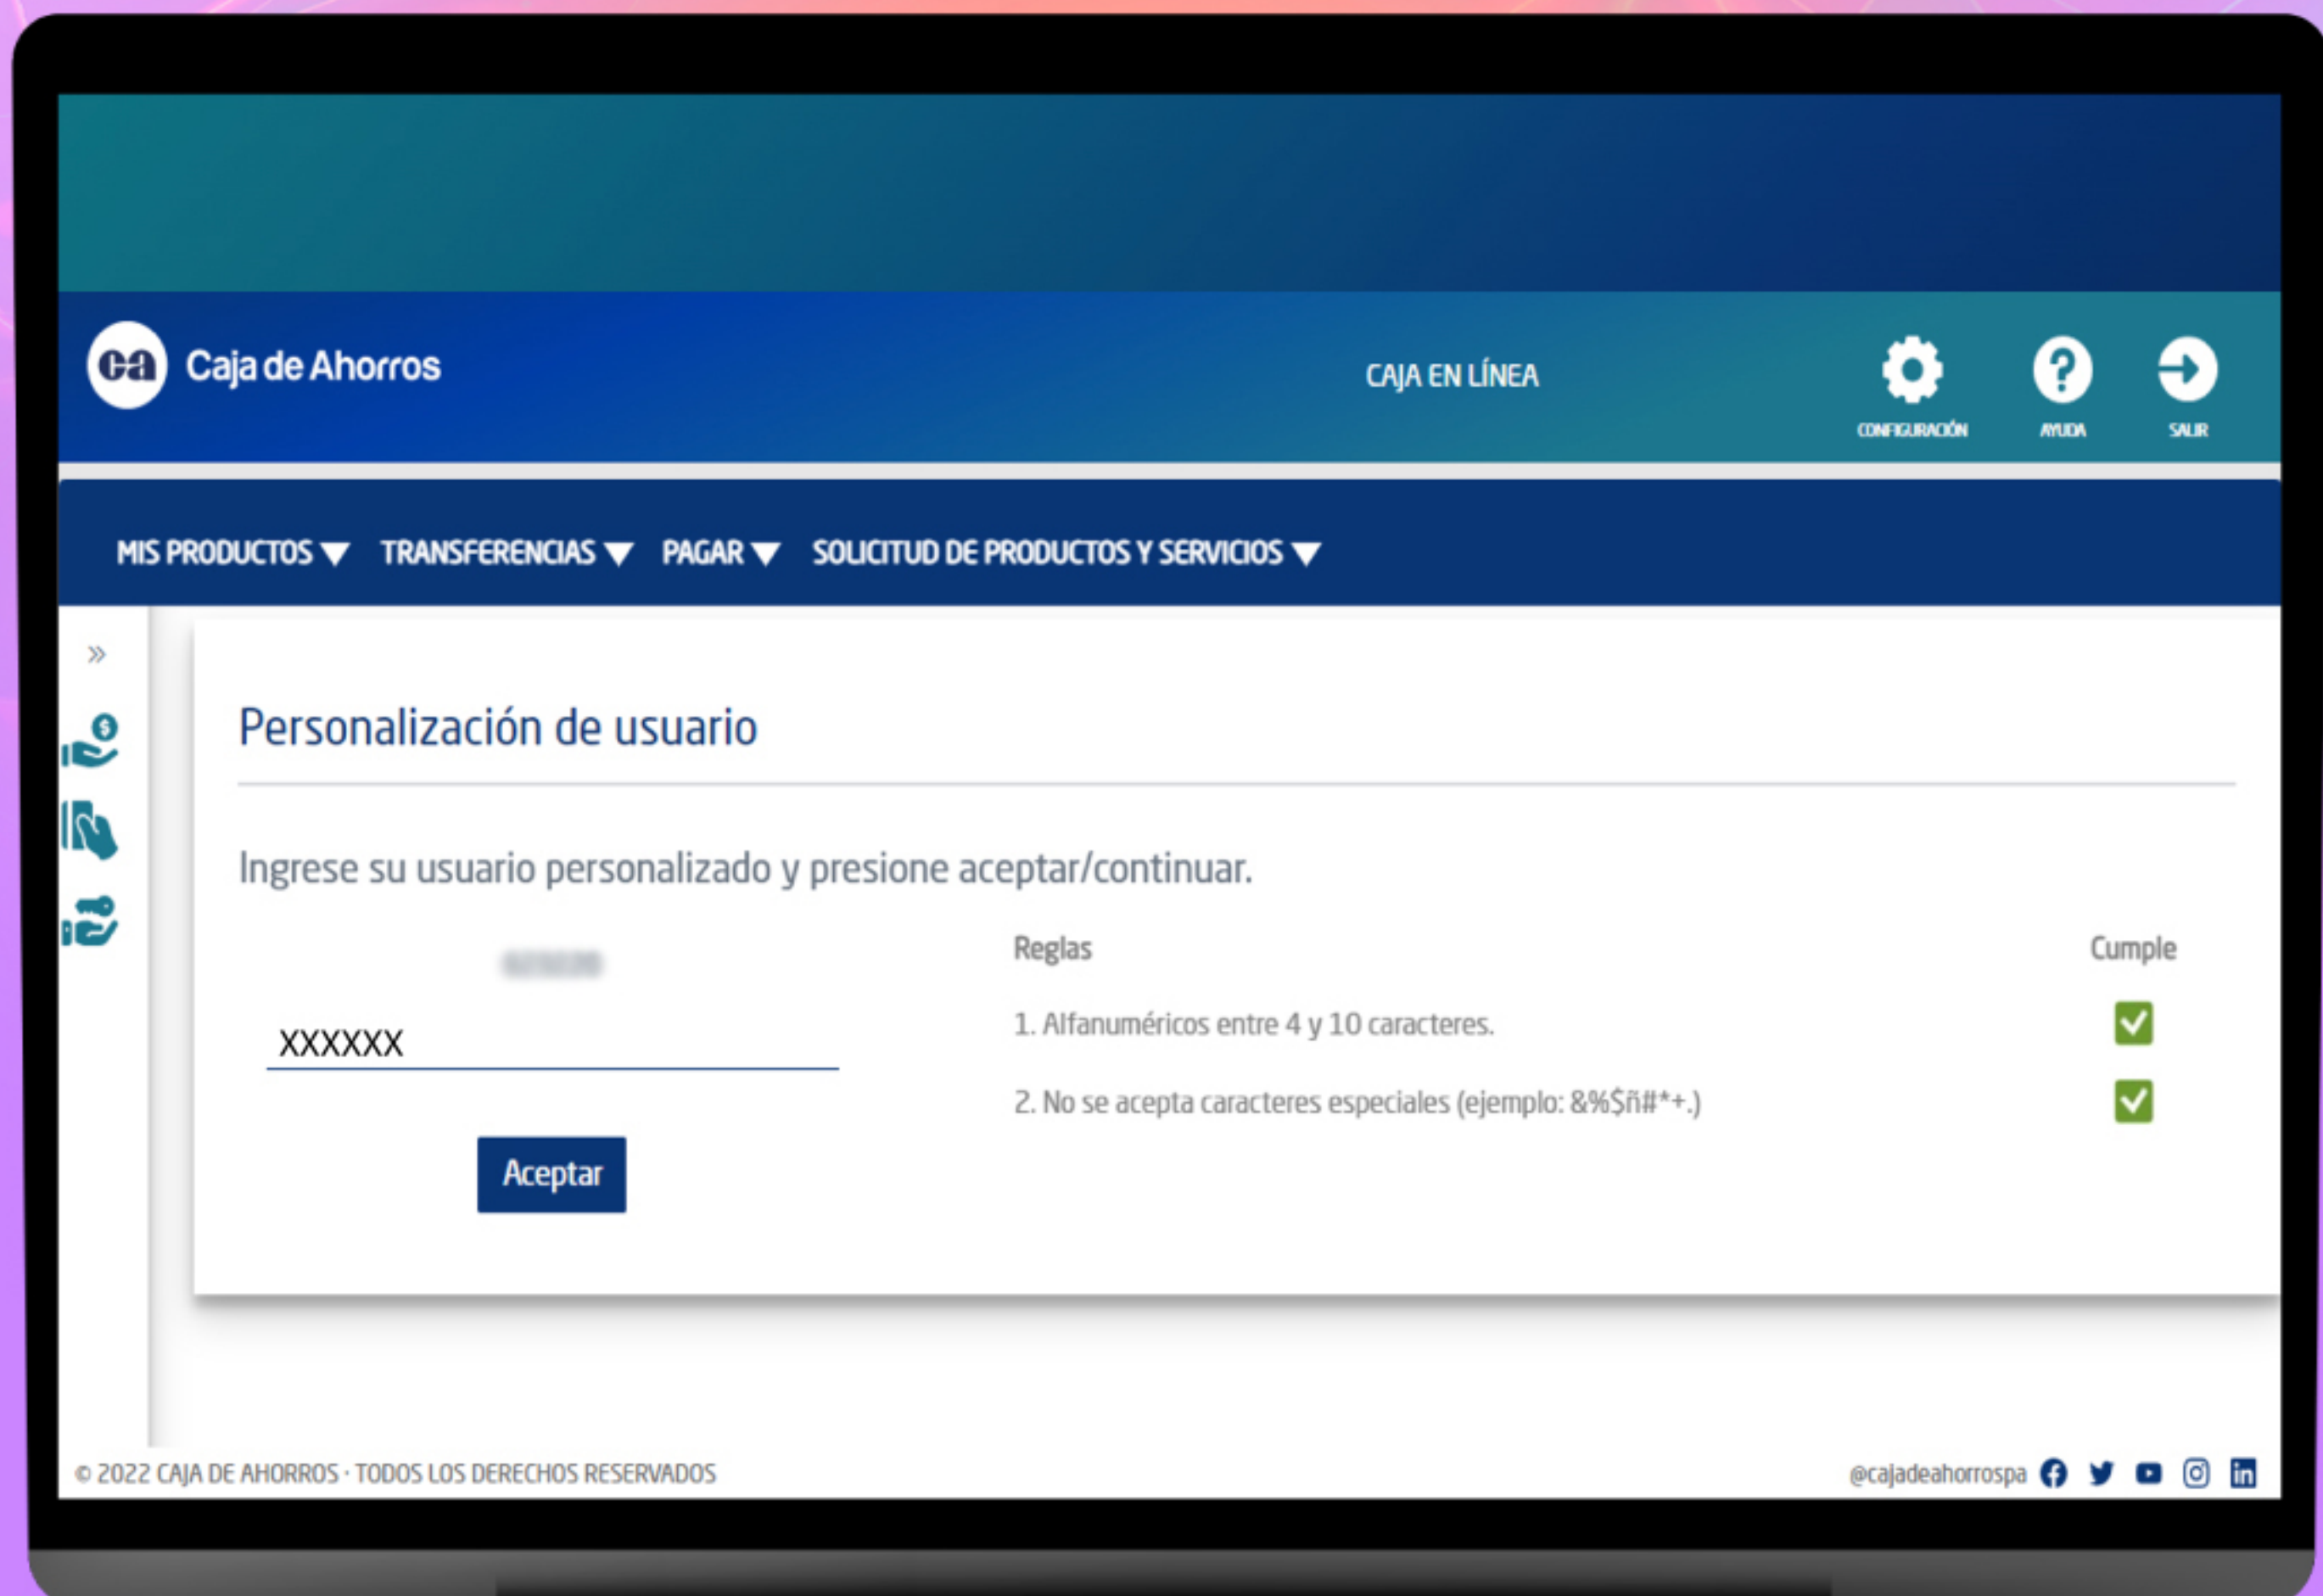 ca Caja de Ahorros
CAJA EN LÍNEA
CONFIGURACIÓN
AYUDA
SALIR
MIS PRODUCTOS
TRANSFERENCIAS
PAGAR
SOLICITUD DE PRODUCTOS Y SERVICIOS
Personalización de usuario
Ingrese su usuario personalizado y presione aceptar/continuar.
XXXXXX
Aceptar
Reglas
Cumple
1. Alfanuméricos entre 4 y 10 caracteres.
2. No se acepta caracteres especiales (ejemplo: &%$ñ#*+.)
© 2022 CAJA DE AHORROS · TODOS LOS DERECHOS RESERVADOS
@cajadeahorrospa